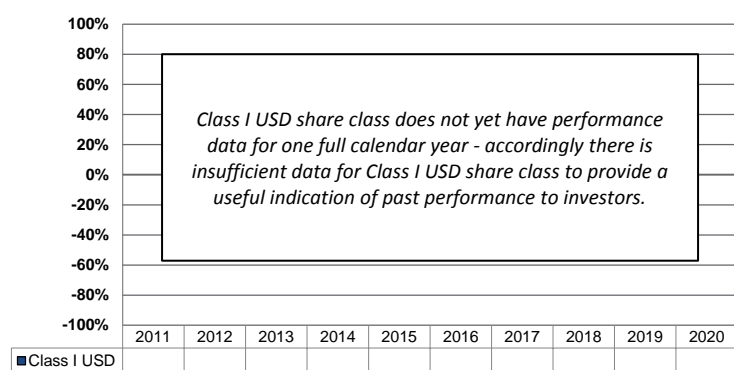 100%
80%
60%
40%
20%
0%
-20%
-40%
-60%
-80%
-100%
Class I USD share class does not yet have performance
data for one full calendar year - accordingly there is
insufficient data for Class I USD share class to provide a
useful indication of past performance to investors.
2011 2012 2013 2014 2015 2016 2017 2018 2019 2020
Class I USD